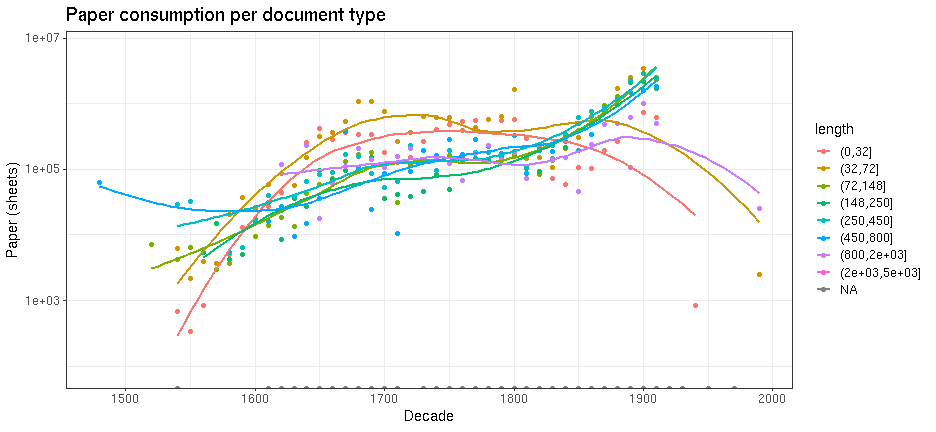 Paper consumption per document type
1e+07
1e+05
1e+03
Paper (sheets)
1500
1600
1700
1800
1900
2000
Decade
length
(0,32]
(32,72]
(72,148]
(148,250]
(250,450]
(450,800]
(800,2e+03]
(2e+03,5e+03]
NA